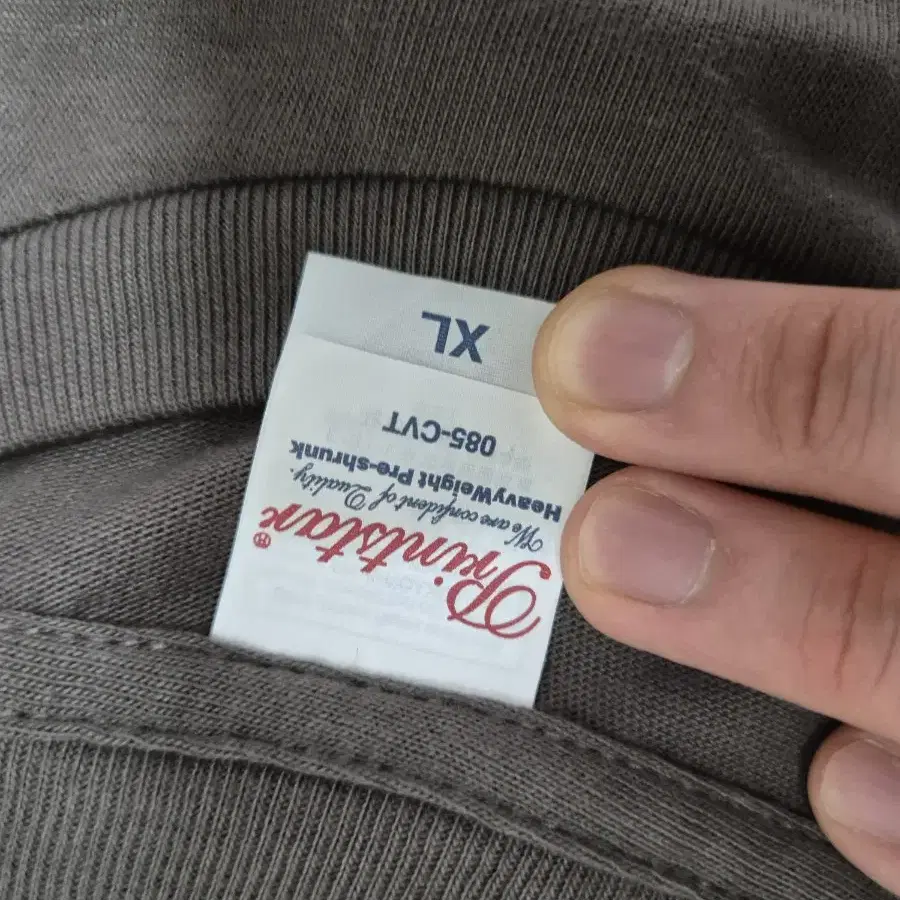 Printstar®
We are confident of Quality.
HeavyWeight Pre-shrunk
085-CVT
XL